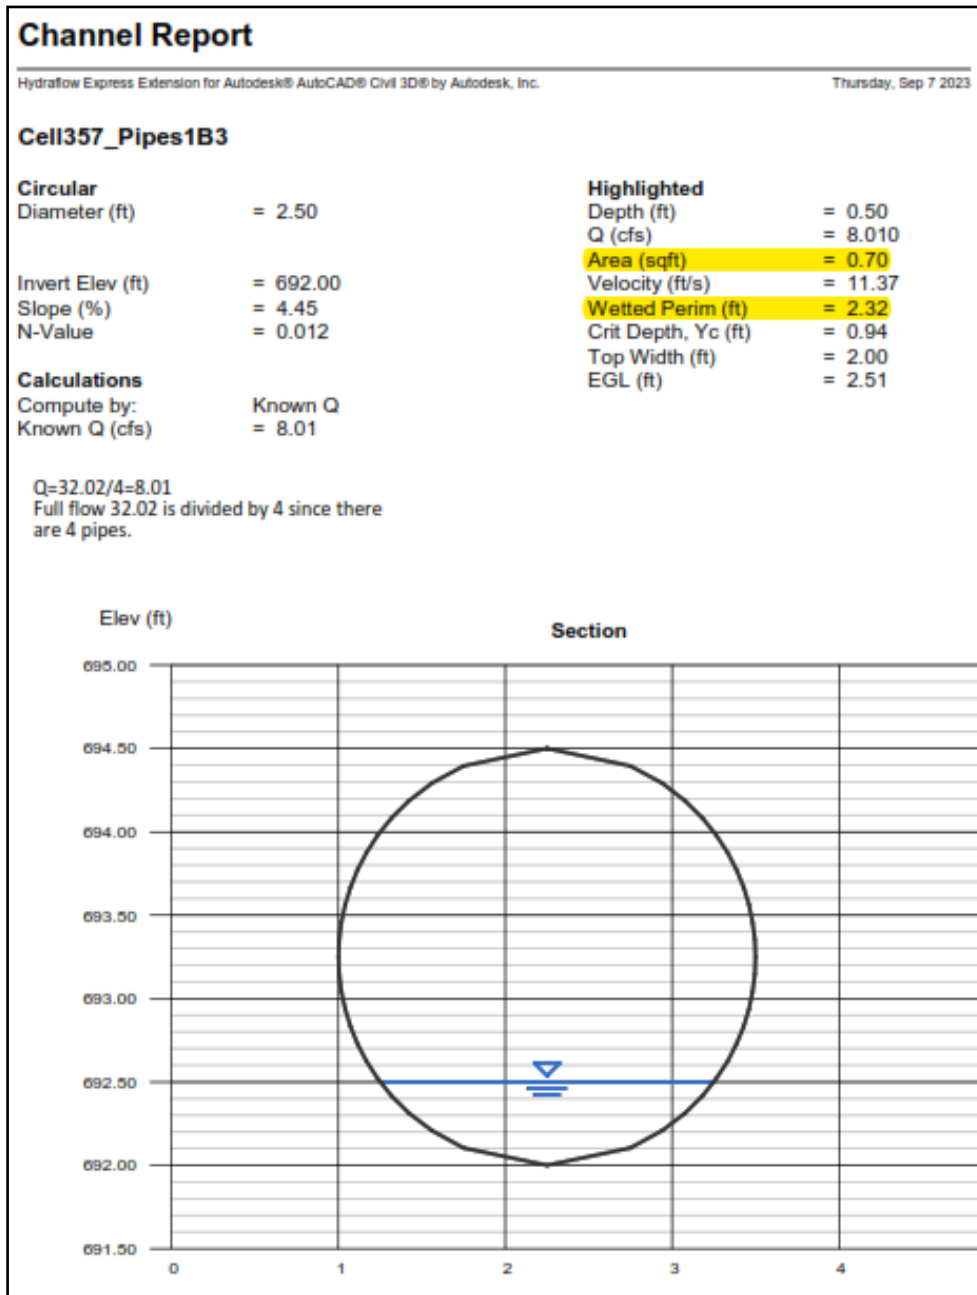 Channel Report
Hydraflow Express Extension for Autodesk® AutoCAD® Civil 3D® by Autodesk, Inc. Thursday, Sep 7 2023
Cell357_Pipes1B3
Circular
Diameter (ft) = 2.50
Invert Elev (ft) = 692.00
Slope (%) = 4.45
N-Value = 0.012
Calculations
Compute by: Known Q
Known Q (cfs) = 8.01
Highlighted
Depth (ft) = 0.50
Q (cfs) = 8.010
Area (sqft) = 0.70
Velocity (ft/s) = 11.37
Wetted Perim (ft) = 2.32
Crit Depth, Yc (ft) = 0.94
Top Width (ft) = 2.00
EGL (ft) = 2.51
Q=32.02/4=8.01
Full flow 32.02 is divided by 4 since there
are 4 pipes.
Elev (ft)
Section
695.00
694.50
694.00
693.50
693.00
692.50
692.00
691.50
0 1 2 3 4